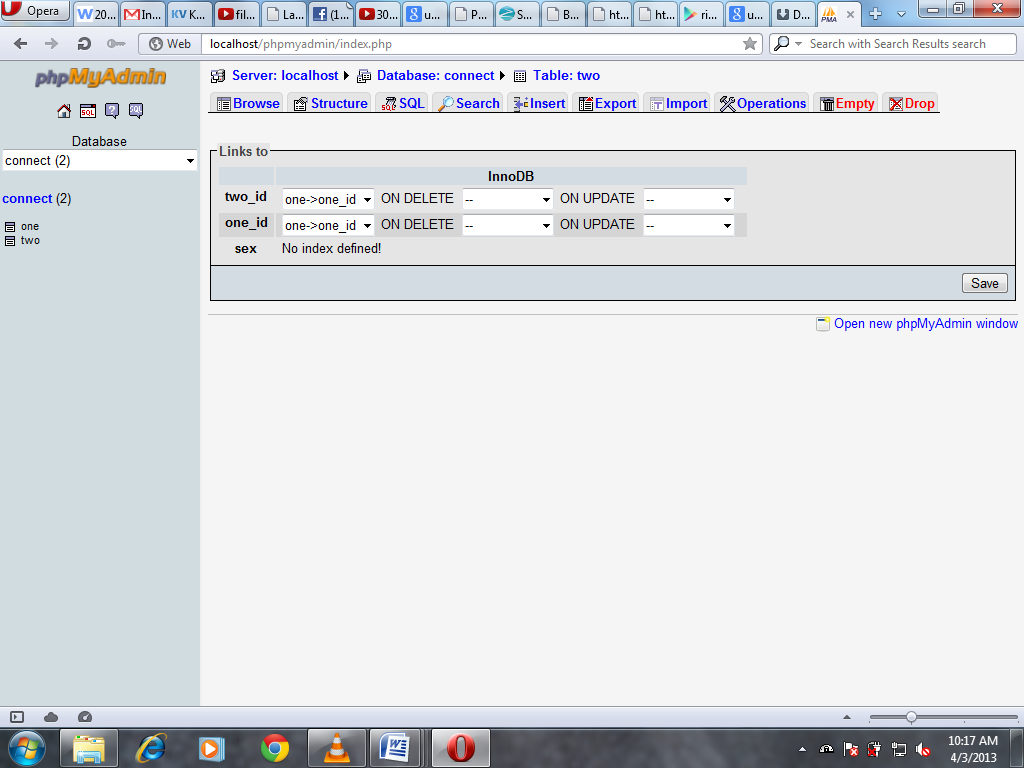 Opera
W 20...
In...
KV K...
fil...
La...
(1...
30...
8 u...
P...
S...
B...
ht...
ht...
ri...
8 u...
D...
PMA
Web
localhost/phpmyadmin/index.php
Search with Search Results search
phpMyAdmin
SQL
Database
connect (2)
connect (2)
one
two
Server: localhost Database: connect Table: two
Browse Structure SQL Search Insert Export Import Operations Empty Drop
Links to
InnoDB
two_id one->one_id ON DELETE -- ON UPDATE --
one_id one->one_id ON DELETE -- ON UPDATE --
sex No index defined!
Save
Open new phpMyAdmin window
10:17 AM
4/3/2013